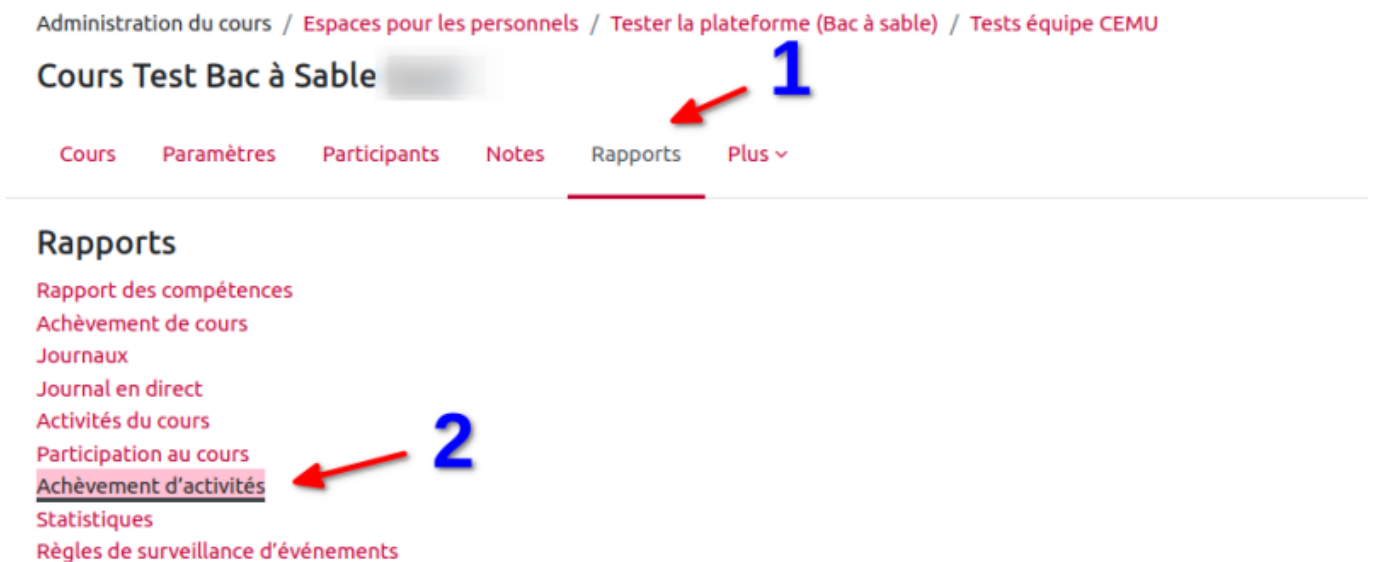 Administration du cours / Espaces pour les personnels / Tester la plateforme (Bac à sable) / Tests équipe CEMU
Cours Test Bac à Sable
1
Cours Paramètres Participants Notes Rapports Plus
Rapports
Rapport des compétences
Achèvement de cours
Journaux
Journal en direct
Activités du cours
Participation au cours
2
Achèvement d'activités
Statistiques
Règles de surveillance d'événements